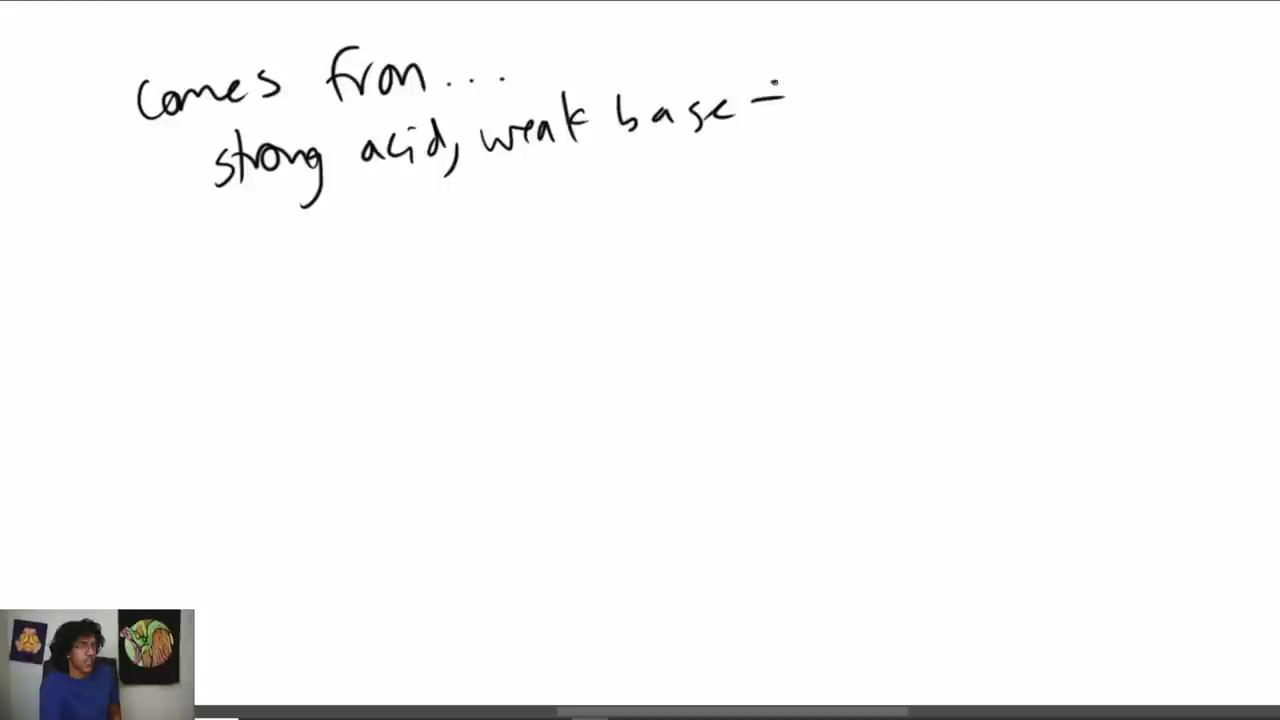 comes from...
strong acid, weak base -